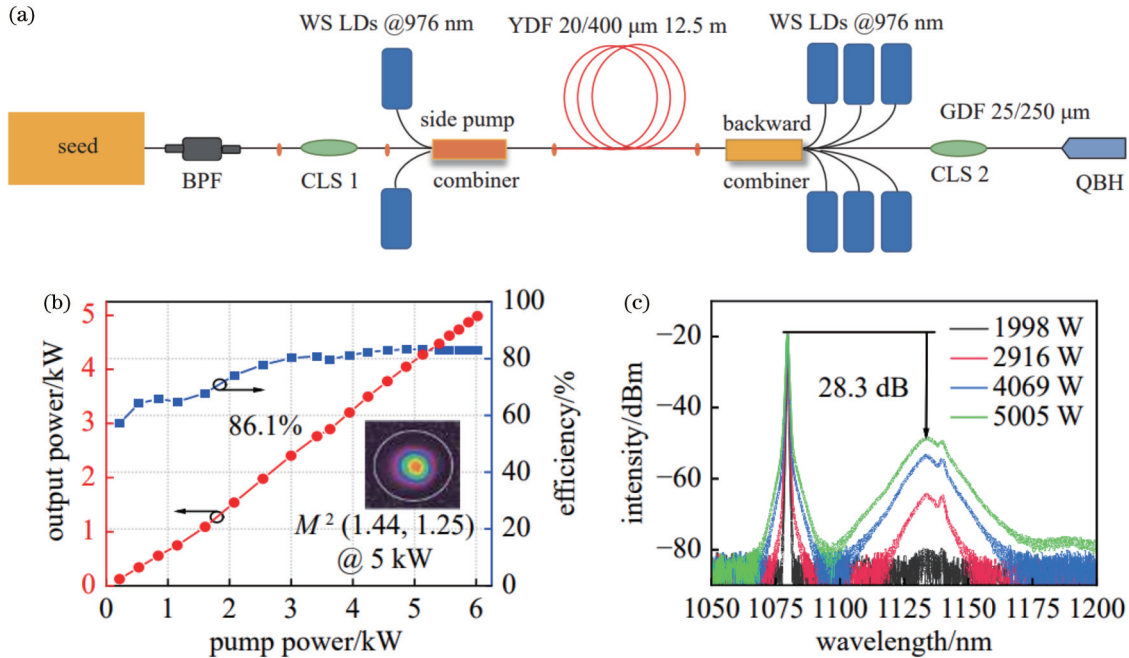 (a)
WS LDs @976 nm
YDF 20/400 μm 12.5 m
WS LDs @976 nm
seed
BPF
CLS 1
side pump
combiner
backward
combiner
GDF 25/250 μm
CLS 2
QBH
(b)
output power/kW
5
4
3
2
1
0
100
80
60
40
20
0
efficiency/%
86.1%
M² (1.44, 1.25)
@ 5 kW
0 1 2 3 4 5 6
pump power/kW
(c)
intensity/dBm
−20
−40
−60
−80
1998 W
2916 W
4069 W
5005 W
28.3 dB
1050 1075 1100 1125 1150 1175 1200
wavelength/nm